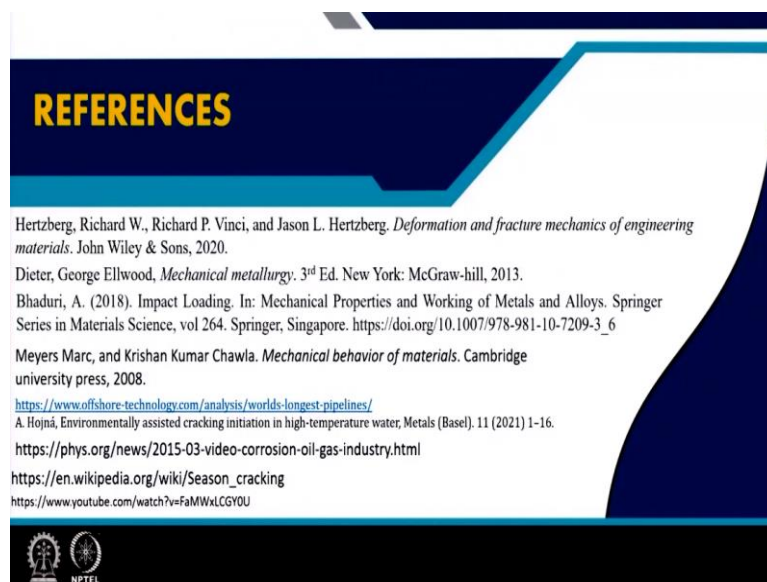 REFERENCES
Hertzberg, Richard W., Richard P. Vinci, and Jason L. Hertzberg. Deformation and fracture mechanics of engineering
materials. John Wiley & Sons, 2020.
Dieter, George Ellwood, Mechanical metallurgy. 3rd Ed. New York: McGraw-hill, 2013.
Bhaduri, A. (2018). Impact Loading. In: Mechanical Properties and Working of Metals and Alloys. Springer
Series in Materials Science, vol 264. Springer, Singapore. https://doi.org/10.1007/978-981-10-7209-3_6
Meyers Marc, and Krishan Kumar Chawla. Mechanical behavior of materials. Cambridge
university press, 2008.
https://www.offshore-technology.com/analysis/worlds-longest-pipelines/
A. Hojná, Environmentally assisted cracking initiation in high-temperature water, Metals (Basel). 11 (2021) 1–16.
https://phys.org/news/2015-03-video-corrosion-oil-gas-industry.html
https://en.wikipedia.org/wiki/Season_cracking
https://www.youtube.com/watch?v=FaMWxLCGY0U
NPTEL